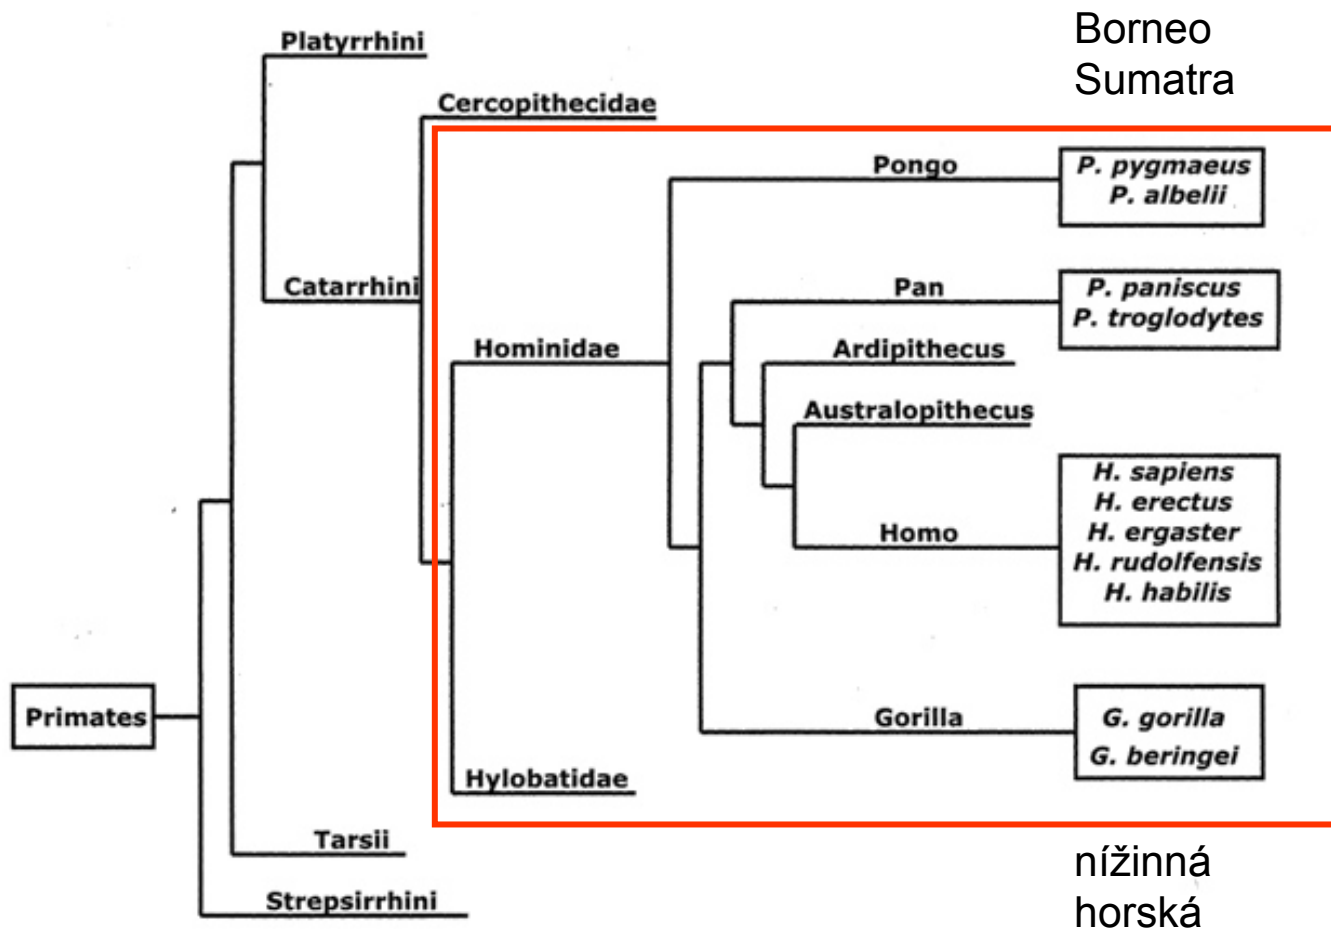 Borneo
Sumatra
Platyrrhini
Cercopithecidae
Pongo
P. pygmaeus
P. albelii
Catarrhini
Pan
P. paniscus
P. troglodytes
Hominidae
Ardipithecus
Australopithecus
H. sapiens
H. erectus
Homo
H. ergaster
H. rudolfensis
H. habilis
Primates
Gorilla
G. gorilla
G. beringei
Hylobatidae
Tarsii
Strepsirrhini
nížinná
horská